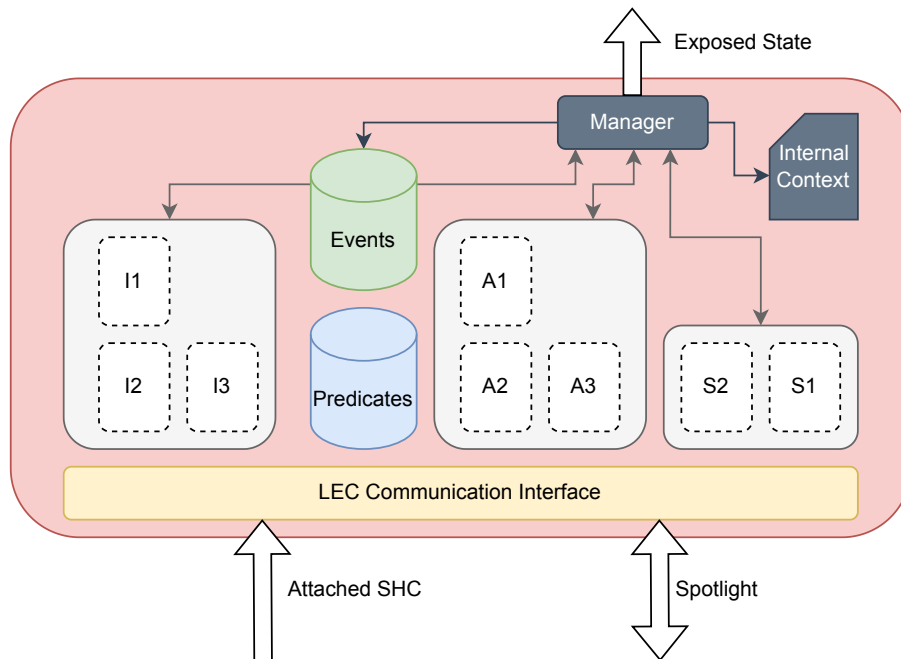 Exposed State
Manager
Internal
Context
Events
I1
A1
I2
I3
Predicates
A2
A3
S2
S1
LEC Communication Interface
Attached SHC
Spotlight